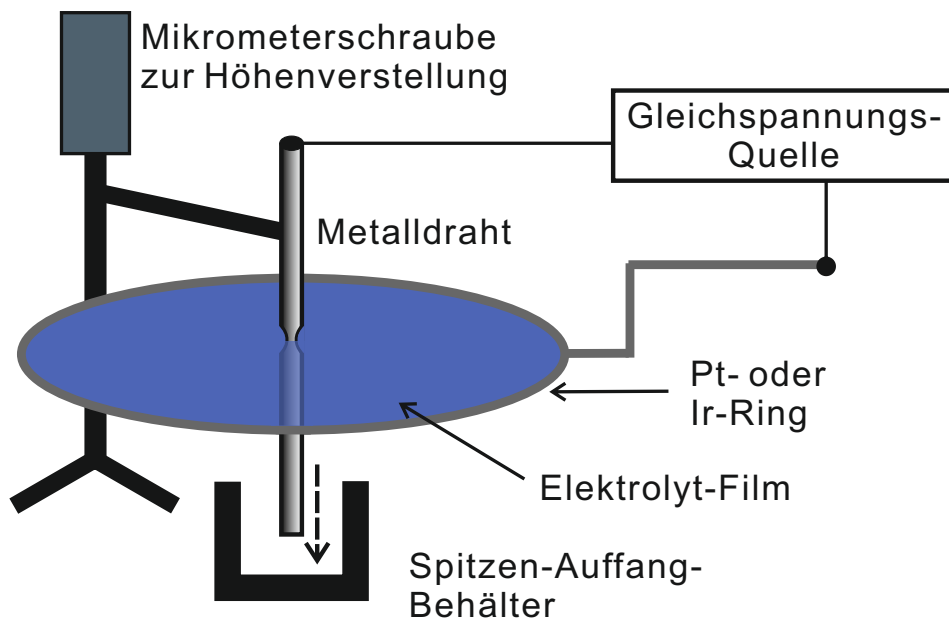 Mikrometerschraube
zur Höhenverstellung
Gleichspannungs-
Quelle
Metalldraht
Pt- oder
Ir-Ring
Elektrolyt-Film
Spitzen-Auffang-
Behälter